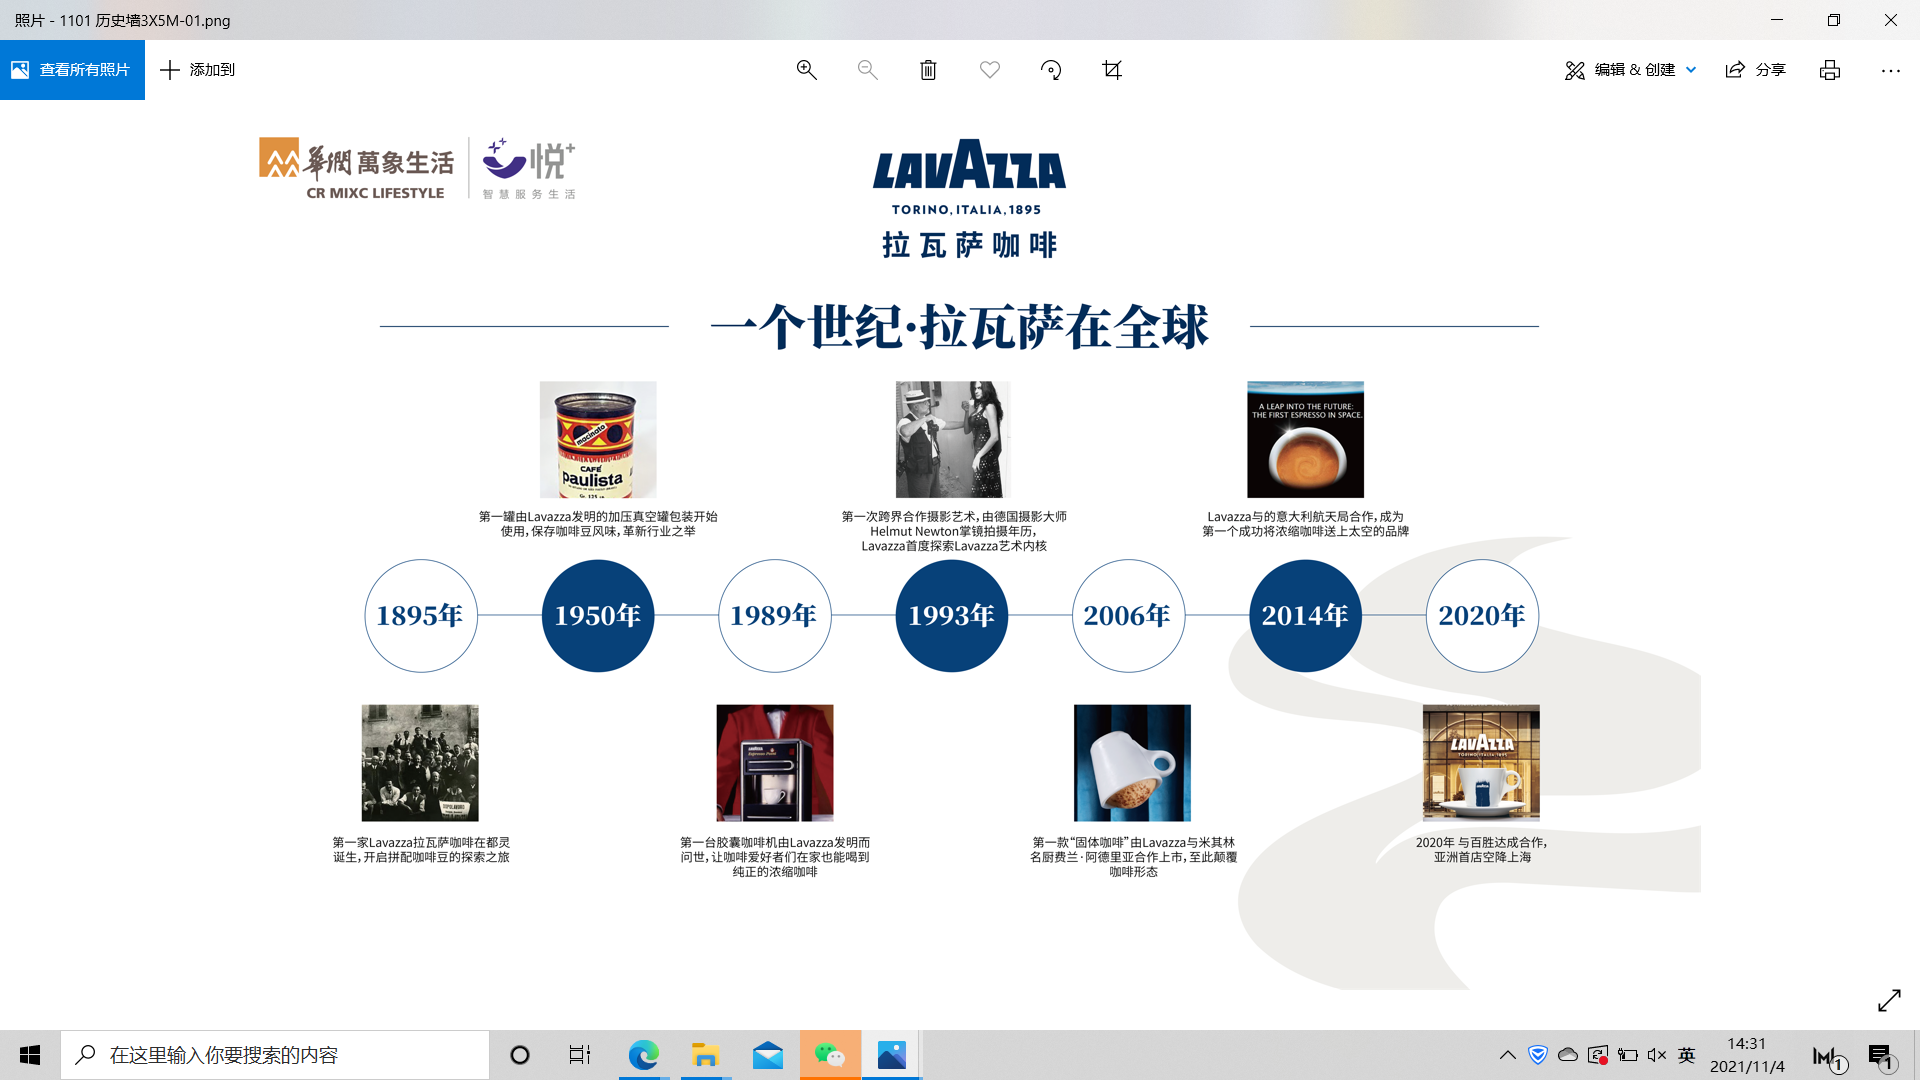 照片 - 1101 历史墙3X5M-01.png
查看所有照片
添加到
编辑 & 创建
分享
華潤萬象生活
CR MIXC LIFESTYLE
悦+
智慧服务生活
LAVAZZA
TORINO, ITALIA, 1895
拉瓦萨咖啡
一个世纪·拉瓦萨在全球
macinato
CAFÉ
paulista
A LEAP INTO THE FUTURE:
THE FIRST ESPRESSO IN SPACE.
第一罐由Lavazza发明的加压真空罐包装开始
使用，保存咖啡豆风味，革新行业之举
第一次跨界合作摄影艺术，由德国摄影大师
Helmut Newton掌镜拍摄年历，
Lavazza首度探索Lavazza艺术内核
Lavazza与的意大利航天局合作，成为
第一个成功将浓缩咖啡送上太空的品牌
1895年
1950年
1989年
1993年
2006年
2014年
2020年
LAVAZZA
TORINO, ITALIA, 1895
第一家Lavazza拉瓦萨咖啡在都灵
诞生，开启拼配咖啡豆的探索之旅
第一台胶囊咖啡机由Lavazza发明而
问世，让咖啡爱好者们在家也能喝到
纯正的浓缩咖啡
第一款“固体咖啡”由Lavazza与米其林
名厨费兰·阿德里亚合作上市，至此颠覆
咖啡形态
2020年 与百胜达成合作，
亚洲首店空降上海
在这里输入你要搜索的内容
英
14:31
2021/11/4
1
1